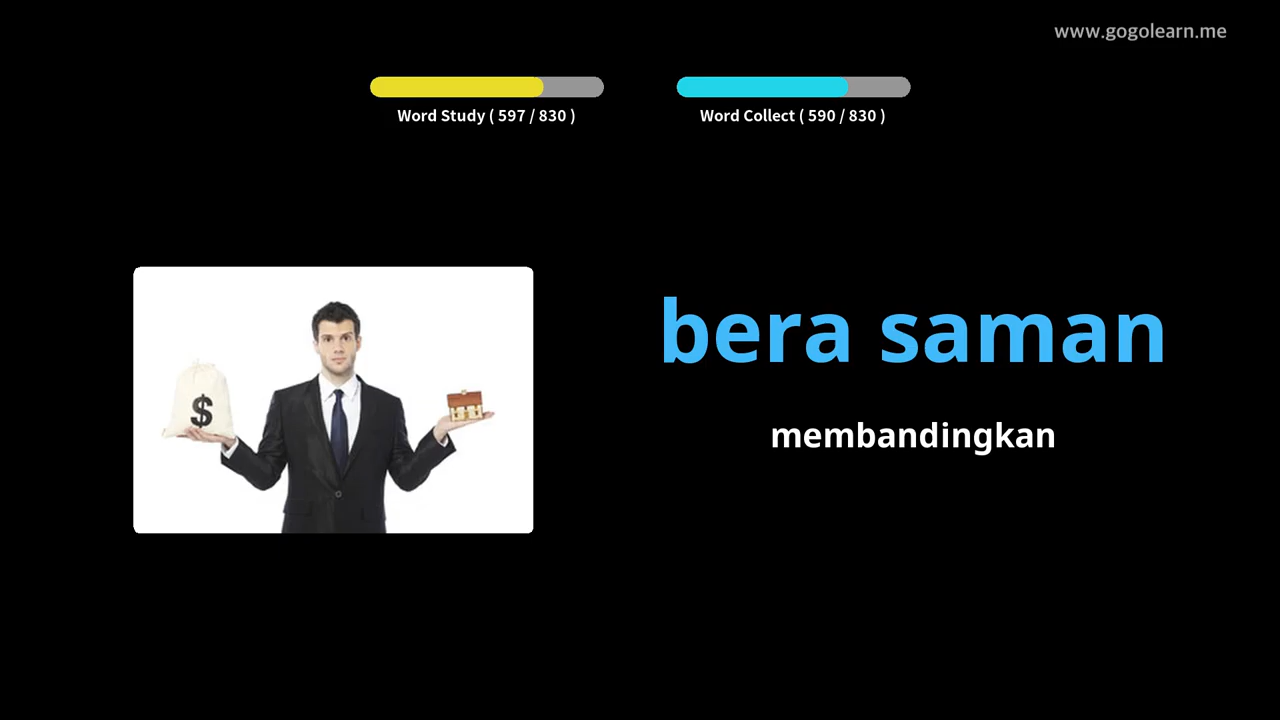 www.gogolearn.me
Word Study ( 597 / 830 )
Word Collect ( 590 / 830 )
$
bera saman
membandingkan